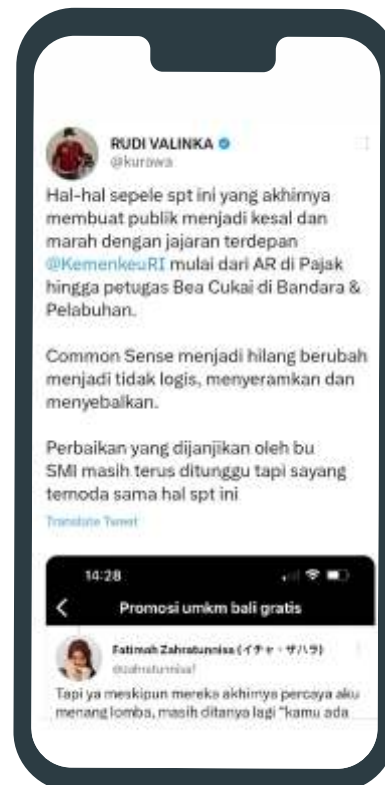 RUDI VALINKA
@kurawa
Hal-hal sepele spt ini yang akhirnya
membuat publik menjadi kesal dan
marah dengan jajaran terdepan
@KemenkeuRI mulai dari AR di Pajak
hingga petugas Bea Cukai di Bandara &
Pelabuhan.
Common Sense menjadi hilang berubah
menjadi tidak logis, menyeramkan dan
menyebalkan.
Perbaikan yang dijanjikan oleh bu
SMI masih terus ditunggu tapi sayang
ternoda sama hal spt ini
Translate Tweet
14:28
Promosi umkm bali gratis
Fatimah Zahratunnisa (イチャ・ザハラ)
@zahratunnisaf
Tapi ya meskipun mereka akhirnya percaya aku
menang lomba, masih ditanya lagi "kamu ada